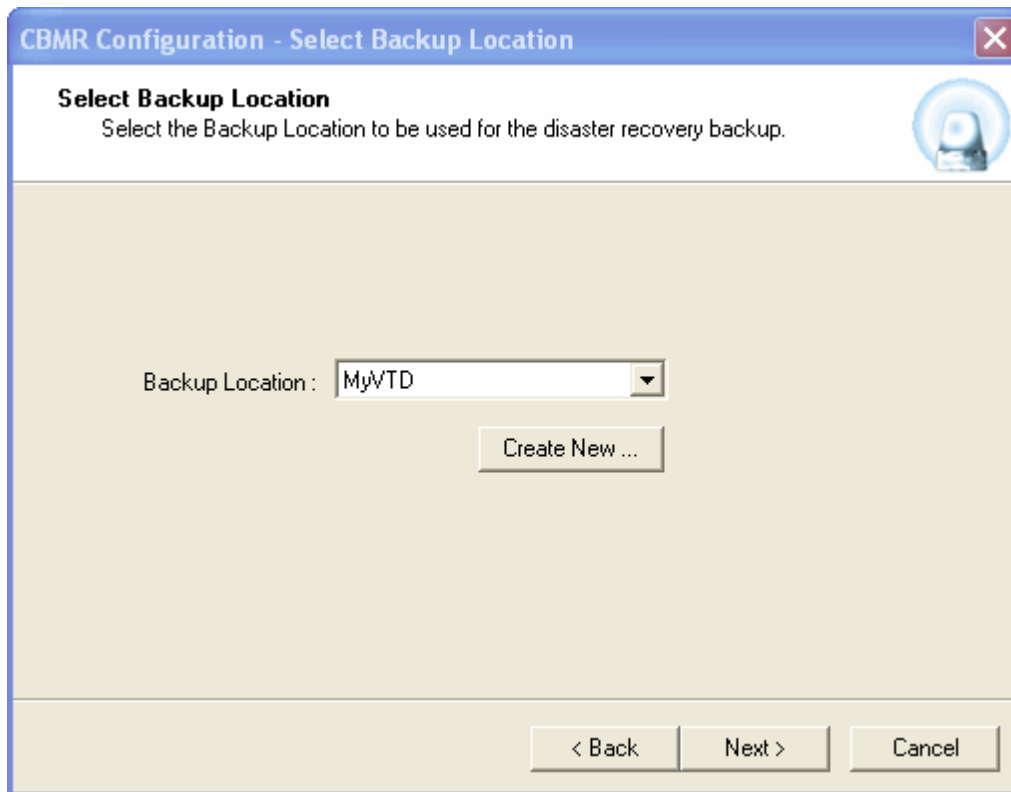 CBMR Configuration - Select Backup Location
Select Backup Location
Select the Backup Location to be used for the disaster recovery backup.
Backup Location : MyVTD
Create New ...
< Back Next > Cancel